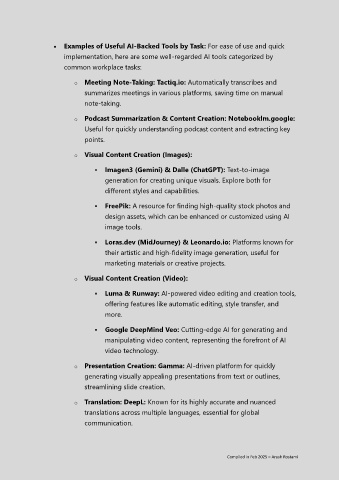 • Examples of Useful AI-Backed Tools by Task: For ease of use and quick
implementation, here are some well-regarded AI tools categorized by
common workplace tasks:
o Meeting Note-Taking: Tactiq.io: Automatically transcribes and
summarizes meetings in various platforms, saving time on manual
note-taking.
o Podcast Summarization & Content Creation: Notebooklm.google:
Useful for quickly understanding podcast content and extracting key
points.
o Visual Content Creation (Images):
▪ Imagen3 (Gemini) & Dalle (ChatGPT): Text-to-image
generation for creating unique visuals. Explore both for
different styles and capabilities.
▪ FreePik: A resource for finding high-quality stock photos and
design assets, which can be enhanced or customized using AI
image tools.
▪ Loras.dev (MidJourney) & Leonardo.io: Platforms known for
their artistic and high-fidelity image generation, useful for
marketing materials or creative projects.
o Visual Content Creation (Video):
▪ Luma & Runway: AI-powered video editing and creation tools,
offering features like automatic editing, style transfer, and
more.
▪ Google DeepMind Veo: Cutting-edge AI for generating and
manipulating video content, representing the forefront of AI
video technology.
o Presentation Creation: Gamma: AI-driven platform for quickly
generating visually appealing presentations from text or outlines,
streamlining slide creation.
o Translation: DeepL: Known for its highly accurate and nuanced
translations across multiple languages, essential for global
communication.
Compiled in Feb 2025 – Arash Rostami